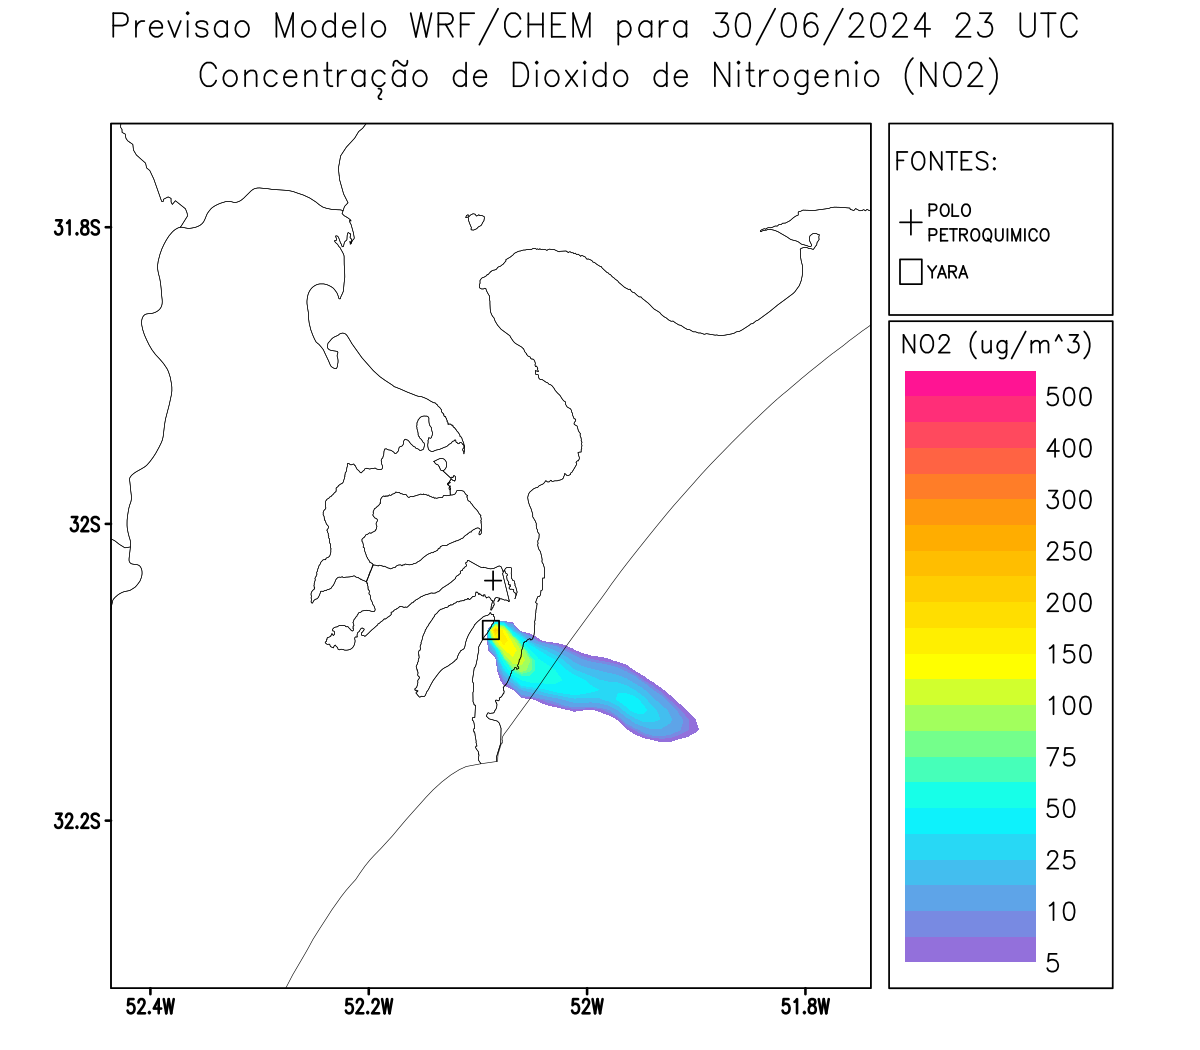 Previsao Modelo WRF/CHEM para 30/06/2024 23 UTC
Concentração de Dioxido de Nitrogenio (NO2)
FONTES:
POLO
PETROQUIMICO
YARA
NO2 (ug/m^3)
500
400
300
250
200
150
100
75
50
25
10
5
31.8S
32S
32.2S
52.4W
52.2W
52W
51.8W